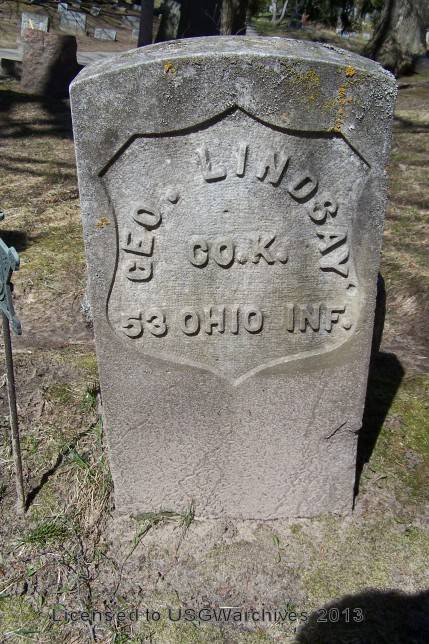 GEO. LINDSAY.
CO. K.
53 OHIO INF.
Licensed to USGWarchives 2013